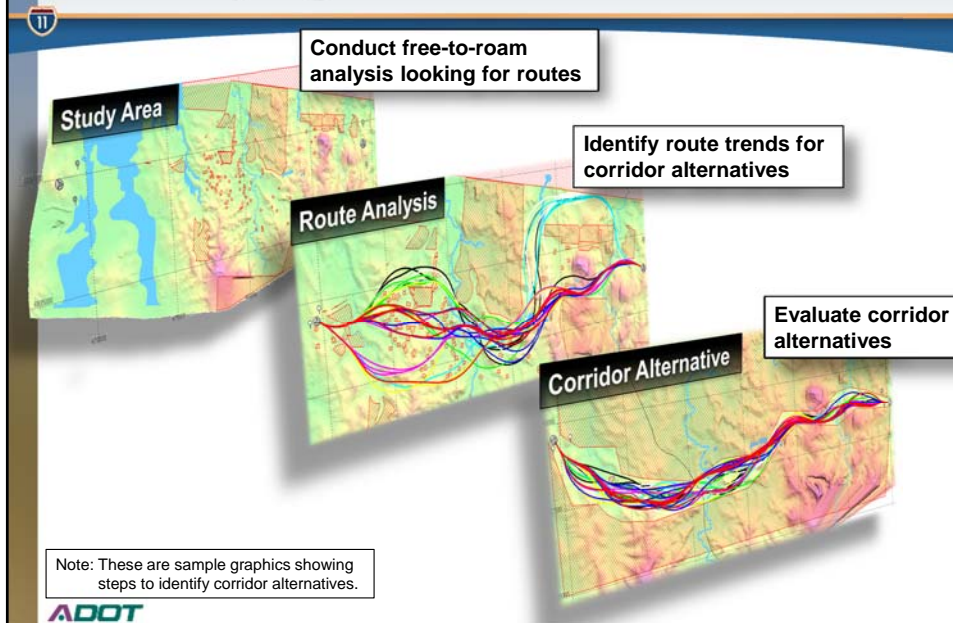 11
Conduct free-to-roam
analysis looking for routes
Study Area
Identify route trends for
corridor alternatives
Route Analysis
Evaluate corridor
alternatives
Corridor Alternative
Note: These are sample graphics showing
steps to identify corridor alternatives.
ADOT